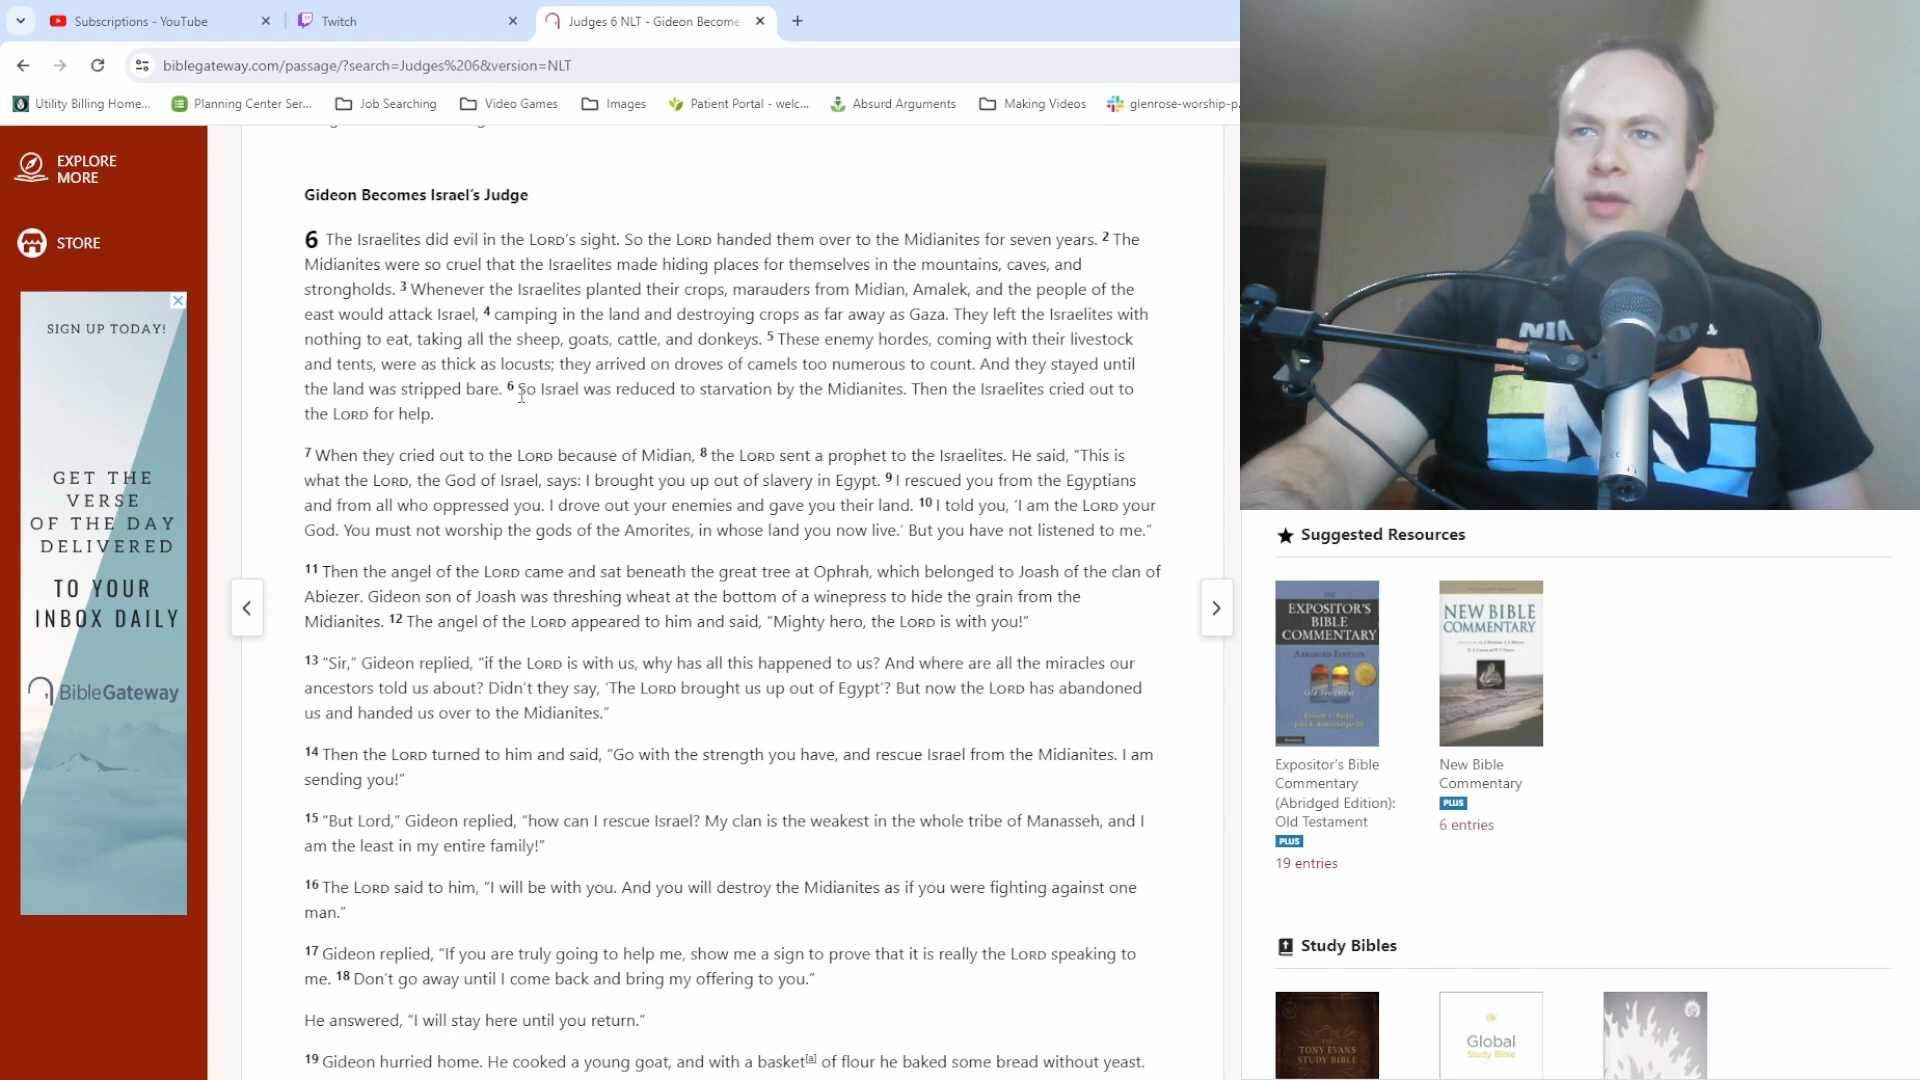 Subscriptions - YouTube
Twitch
Judges 6 NLT - Gideon Become
biblegateway.com/passage/?search=Judges%206&version=NLT
Utility Billing Home...
Planning Center Ser...
Job Searching
Video Games
Images
Patient Portal - welc...
Absurd Arguments
Making Videos
glenrose-worship-p.
EXPLORE
MORE
STORE
SIGN UP TODAY!
GET THE
VERSE
OF THE DAY
DELIVERED
TO YOUR
INBOX DAILY
BibleGateway
Gideon Becomes Israel's Judge
6 The Israelites did evil in the LORD's sight. So the LORD handed them over to the Midianites for seven years. 2 The
Midianites were so cruel that the Israelites made hiding places for themselves in the mountains, caves, and
strongholds. 3 Whenever the Israelites planted their crops, marauders from Midian, Amalek, and the people of the
east would attack Israel, 4 camping in the land and destroying crops as far away as Gaza. They left the Israelites with
nothing to eat, taking all the sheep, goats, cattle, and donkeys. 5 These enemy hordes, coming with their livestock
and tents, were as thick as locusts; they arrived on droves of camels too numerous to count. And they stayed until
the land was stripped bare. 6 So Israel was reduced to starvation by the Midianites. Then the Israelites cried out to
the LORD for help.
7 When they cried out to the LORD because of Midian, 8 the LORD sent a prophet to the Israelites. He said, “This is
what the LORD, the God of Israel, says: I brought you up out of slavery in Egypt. 9 I rescued you from the Egyptians
and from all who oppressed you. I drove out your enemies and gave you their land. 10 I told you, ‘I am the LORD your
God. You must not worship the gods of the Amorites, in whose land you now live.’ But you have not listened to me.”
11 Then the angel of the LORD came and sat beneath the great tree at Ophrah, which belonged to Joash of the clan of
Abiezer. Gideon son of Joash was threshing wheat at the bottom of a winepress to hide the grain from the
Midianites. 12 The angel of the LORD appeared to him and said, “Mighty hero, the LORD is with you!”
13 “Sir,” Gideon replied, “if the LORD is with us, why has all this happened to us? And where are all the miracles our
ancestors told us about? Didn't they say, ‘The LORD brought us up out of Egypt’? But now the LORD has abandoned
us and handed us over to the Midianites.”
14 Then the LORD turned to him and said, “Go with the strength you have, and rescue Israel from the Midianites. I am
sending you!”
15 “But Lord,” Gideon replied, “how can I rescue Israel? My clan is the weakest in the whole tribe of Manasseh, and I
am the least in my entire family!”
16 The LORD said to him, “I will be with you. And you will destroy the Midianites as if you were fighting against one
man.”
17 Gideon replied, “If you are truly going to help me, show me a sign to prove that it is really the LORD speaking to
me. 18 Don't go away until I come back and bring my offering to you.”
He answered, “I will stay here until you return.”
19 Gideon hurried home. He cooked a young goat, and with a basket[a] of flour he baked some bread without yeast.
Suggested Resources
EXPOSITOR'S
BIBLE
COMMENTARY
ABRIDGED EDITION
Old Testament
NEW BIBLE
COMMENTARY
Expositor's Bible
Commentary
(Abridged Edition):
Old Testament
PLUS
19 entries
New Bible
Commentary
PLUS
6 entries
Study Bibles
TONY EVANS
STUDY BIBLE
Global
Study Bible